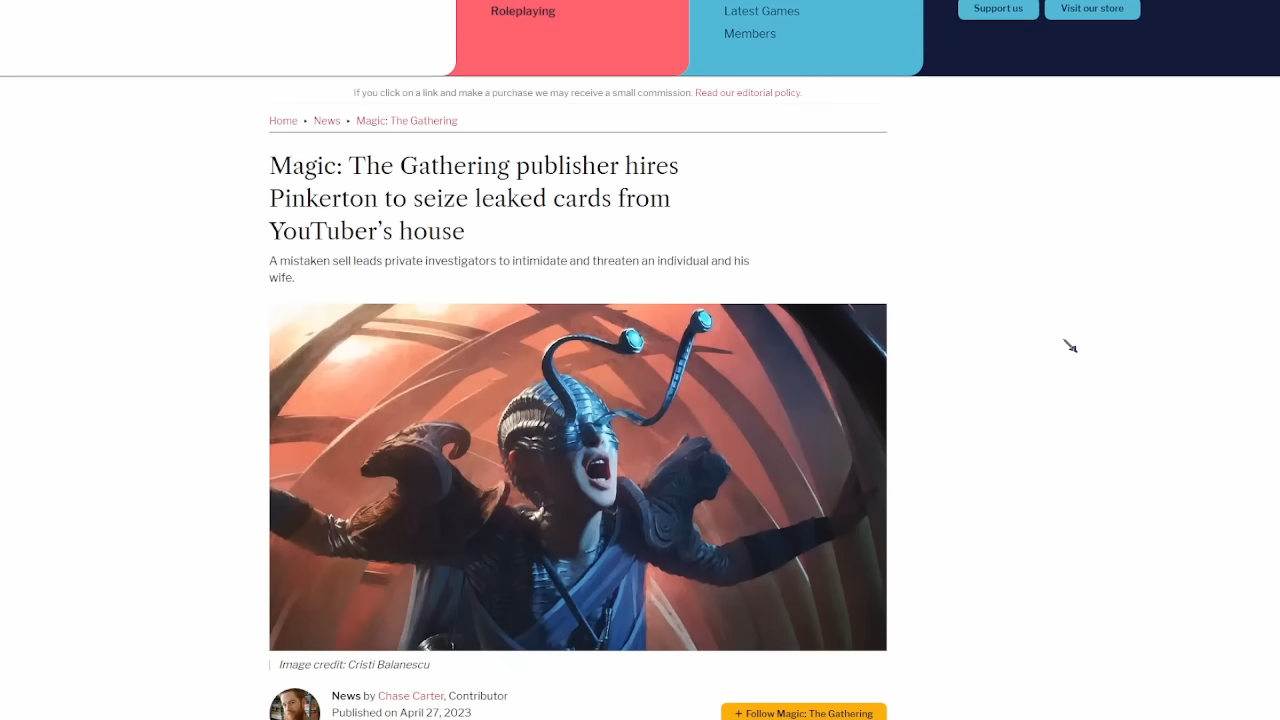 Roleplaying
Latest Games
Members
Support us
Visit our store
If you click on a link and make a purchase we may receive a small commission. Read our editorial policy.
Home ‣ News ‣ Magic: The Gathering
Magic: The Gathering publisher hires
Pinkerton to seize leaked cards from
YouTuber’s house
A mistaken sell leads private investigators to intimidate and threaten an individual and his
wife.
Image credit: Cristi Balanescu
News by Chase Carter, Contributor
Published on April 27, 2023
+ Follow Magic: The Gathering